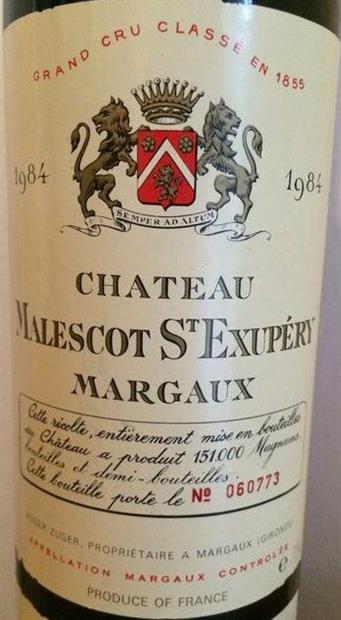 GRAND CRU CLASSÉ EN 1855
1984 1984
SEMPER AD ALTUM
CHATEAU
MALESCOT ST EXUPÉRY
MARGAUX
Cette récolte, entièrement mise en bouteilles
au Château a produit 151.000 Magnums,
bouteilles et demi-bouteilles.
Cette bouteille porte le No 060773
ROGER ZUGER, PROPRIÉTAIRE A MARGAUX (GIRONDE)
APPELLATION MARGAUX CONTROLÉE
e
PRODUCE OF FRANCE